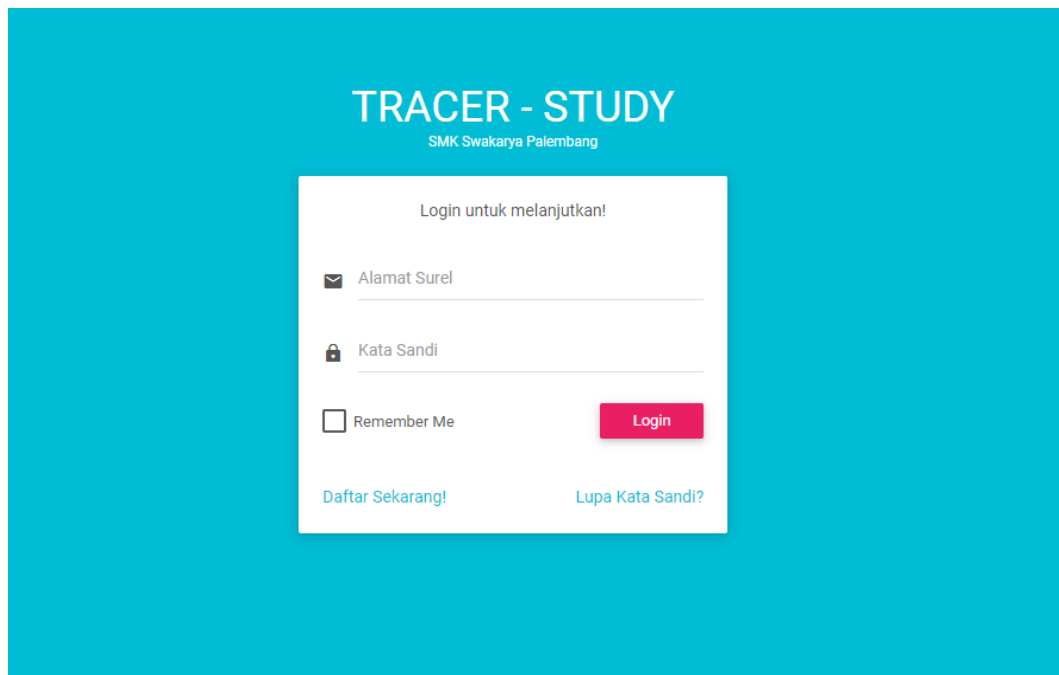 TRACER - STUDY
SMK Swakarya Palembang
Login untuk melanjutkan!
Alamat Surel
Kata Sandi
Remember Me
Login
Daftar Sekarang!
Lupa Kata Sandi?